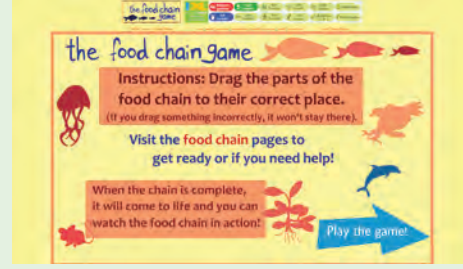 the food chain
game
the food chain game
Instructions: Drag the parts of the
food chain to their correct place.
(If you drag something incorrectly, it won't stay there).
Visit the food chain pages to
get ready or if you need help!
When the chain is complete,
it will come to life and you can
watch the food chain in action!
Play the game!